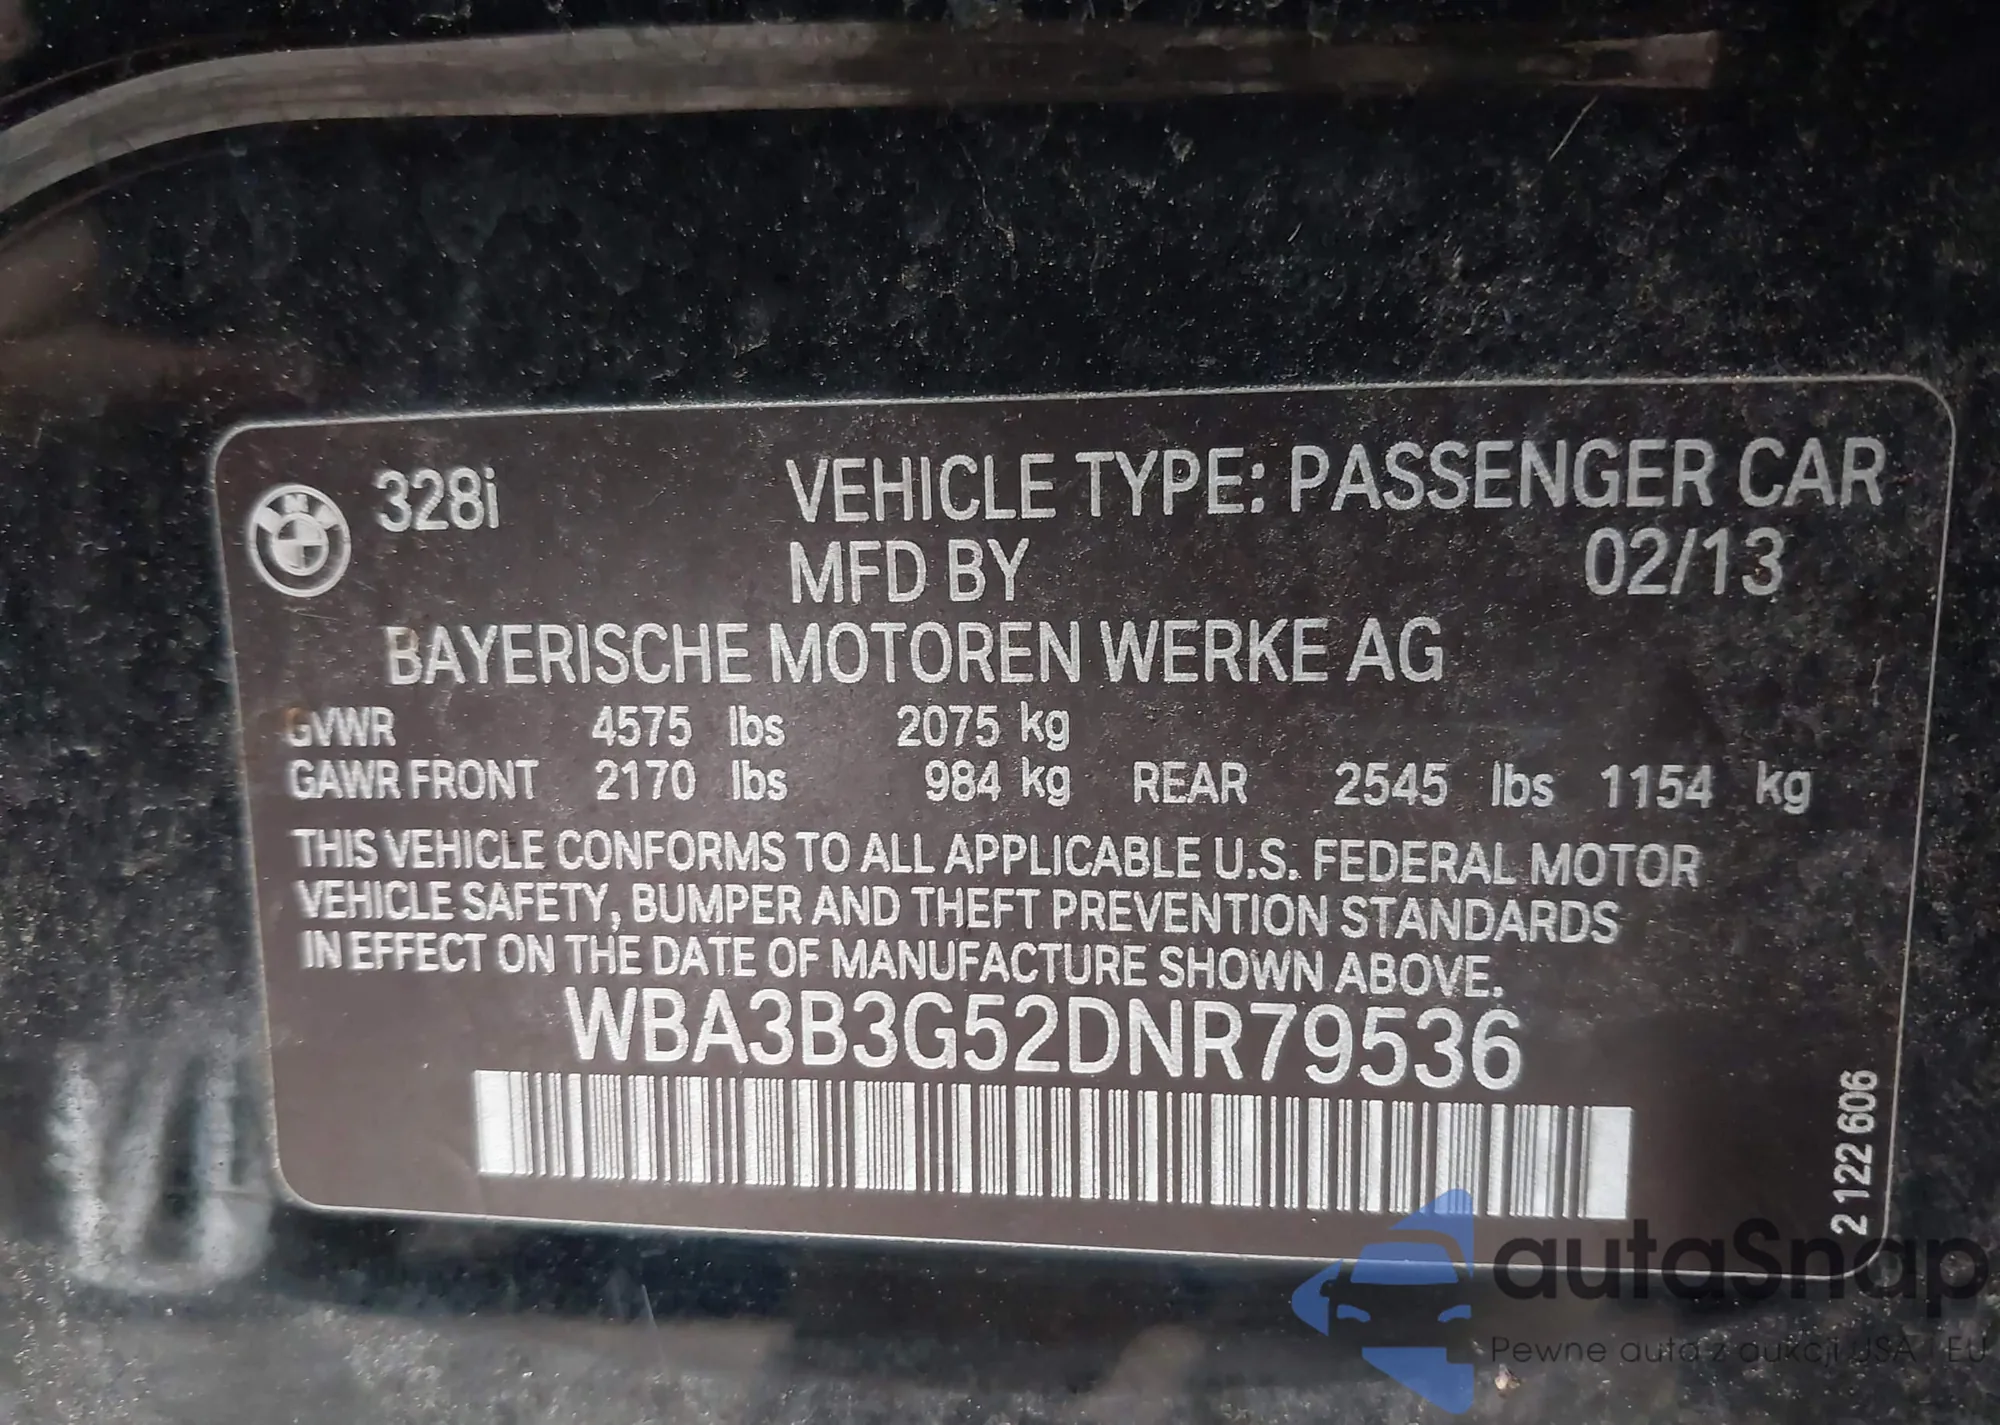 328i VEHICLE TYPE: PASSENGER CAR
MFD BY 02/13
BAYERISCHE MOTOREN WERKE AG
GVWR 4575 lbs 2075 kg
GAWR FRONT 2170 lbs 984 kg REAR 2545 lbs 1154 kg
THIS VEHICLE CONFORMS TO ALL APPLICABLE U.S. FEDERAL MOTOR
VEHICLE SAFETY, BUMPER AND THEFT PREVENTION STANDARDS
IN EFFECT ON THE DATE OF MANUFACTURE SHOWN ABOVE.
WBA3B3G52DNR79536
2 122 606
autaSnap
Pewne auta z aukcji USA i EU